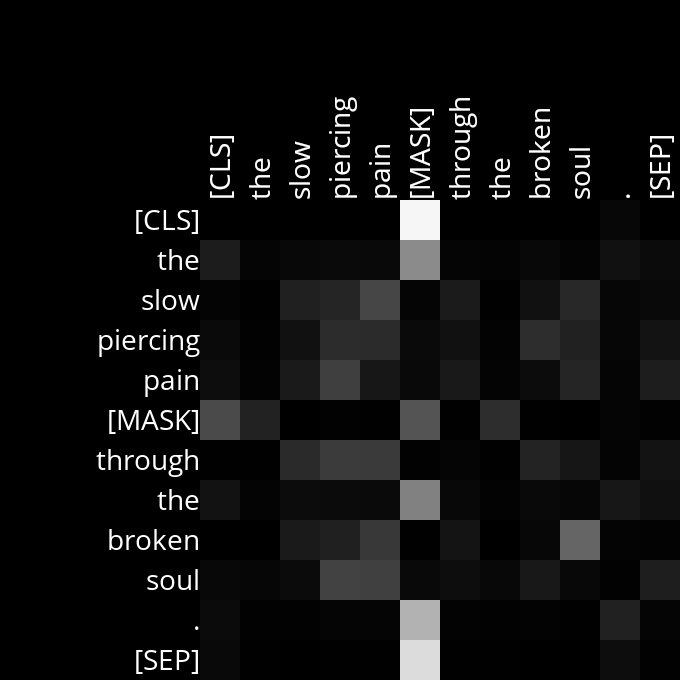 [CLS] the slow piercing pain [MASK] through the broken soul . [SEP]
[CLS]
the
slow
piercing
pain
[MASK]
through
the
broken
soul
.
[SEP]